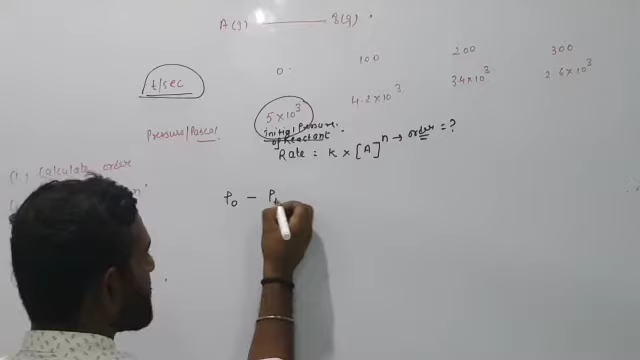 A(g) ——— B(g)
t/sec 0 100 200 300
Pressure/Pascal 5×10³ 4.2×10³ 3.4×10³ 2.6×10³
initial Pressure
of Reactant
Rate = k × [A]ⁿ → order = ?
(1) Calculate order
P₀ — Pt